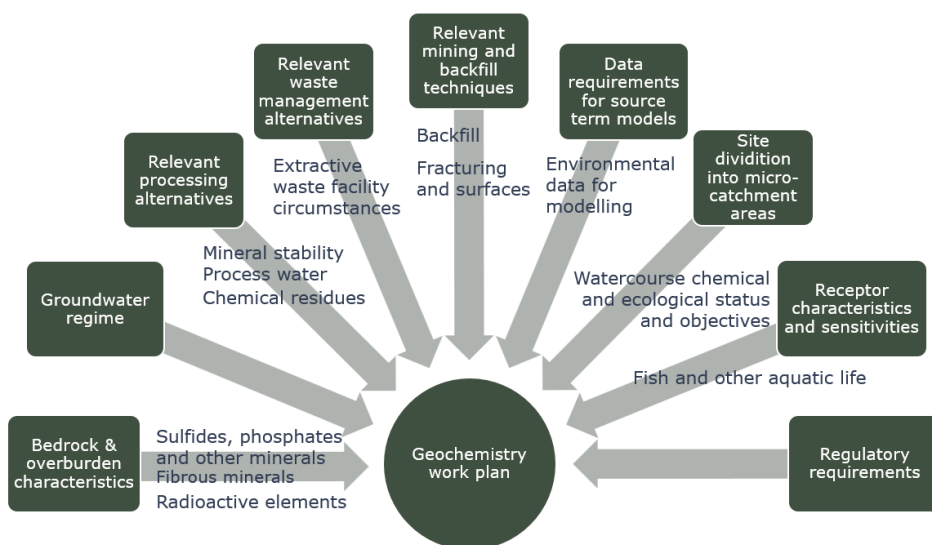 Relevant
mining and
backfill
techniques
Relevant
waste
management
alternatives
Data
requirements
for source
term models
Relevant
processing
alternatives
Site
dividition
into micro-
catchment
areas
Backfill
Fracturing
and surfaces
Extractive
waste facility
circumstances
Environmental
data for
modelling
Mineral stability
Process water
Chemical residues
Watercourse chemical
and ecological status
and objectives
Groundwater
regime
Receptor
characteristics
and sensitivities
Fish and other aquatic life
Bedrock &
overburden
characteristics
Sulfides, phosphates
and other minerals
Fibrous minerals
Radioactive elements
Geochemistry
work plan
Regulatory
requirements